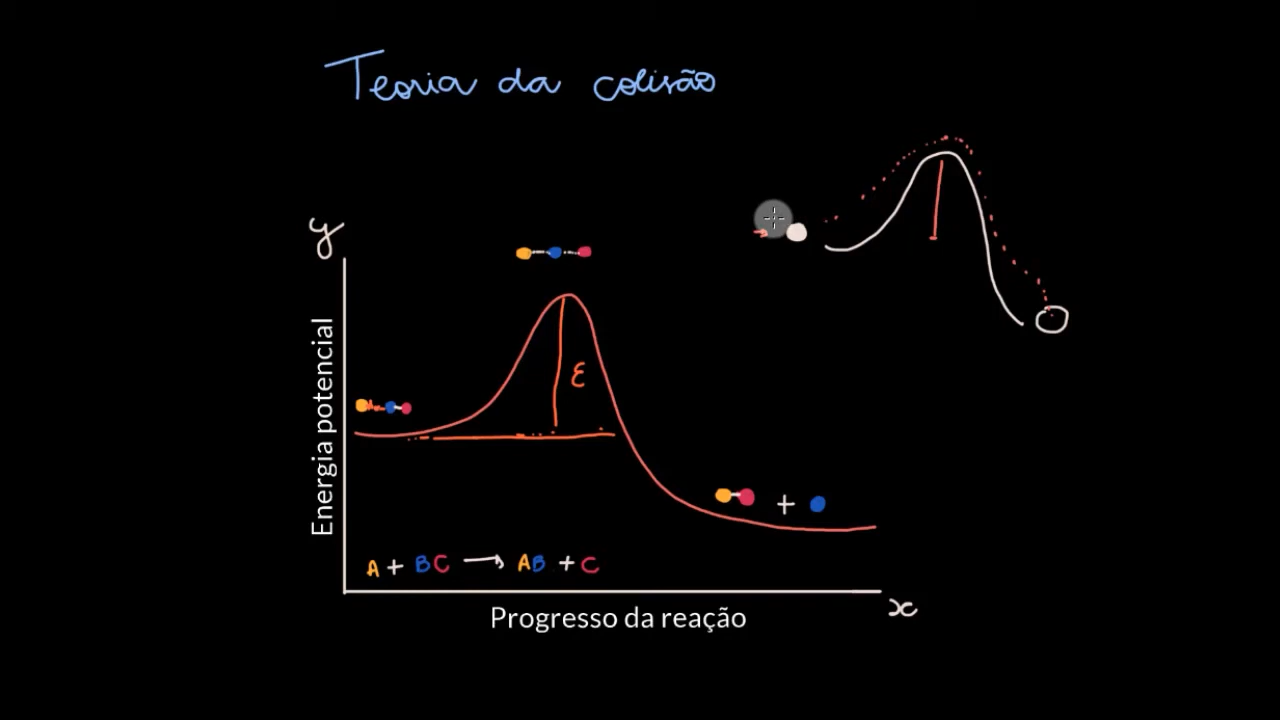 Teoria da colisão
y
Energia potencial
ε
+
A + BC → AB + C
x
Progresso da reação